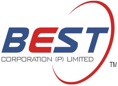 BEST
CORPORATION (P) LIMITED
TM